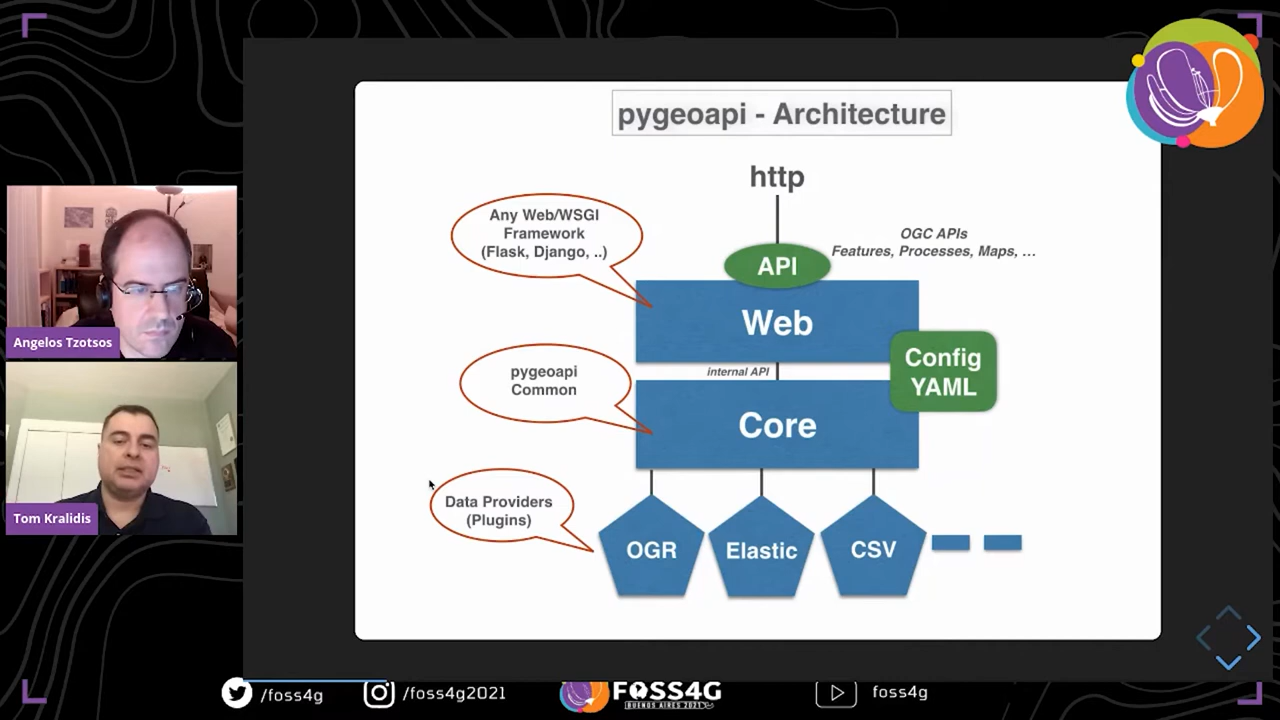 pygeoapi - Architecture
http
Any Web/WSGI
Framework
(Flask, Django, ..)
OGC APIs
Features, Processes, Maps, ...
API
Web
Config
YAML
internal API
pygeoapi
Common
Core
Data Providers
(Plugins)
OGR
Elastic
CSV
Angelos Tzotsos
Tom Kralidis
/foss4g
/foss4g2021
FOSS4G
BUENOS AIRES 2021
foss4g